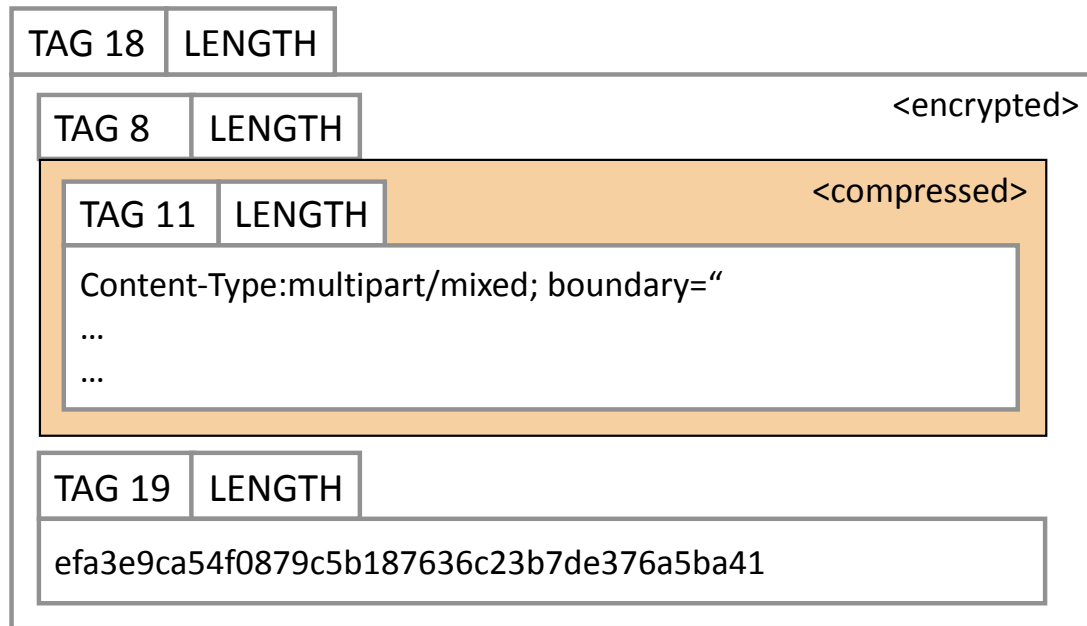 TAG 18 LENGTH
<encrypted>
TAG 8 LENGTH
<compressed>
TAG 11 LENGTH
Content-Type:multipart/mixed; boundary=“
…
…
TAG 19 LENGTH
efa3e9ca54f0879c5b187636c23b7de376a5ba41